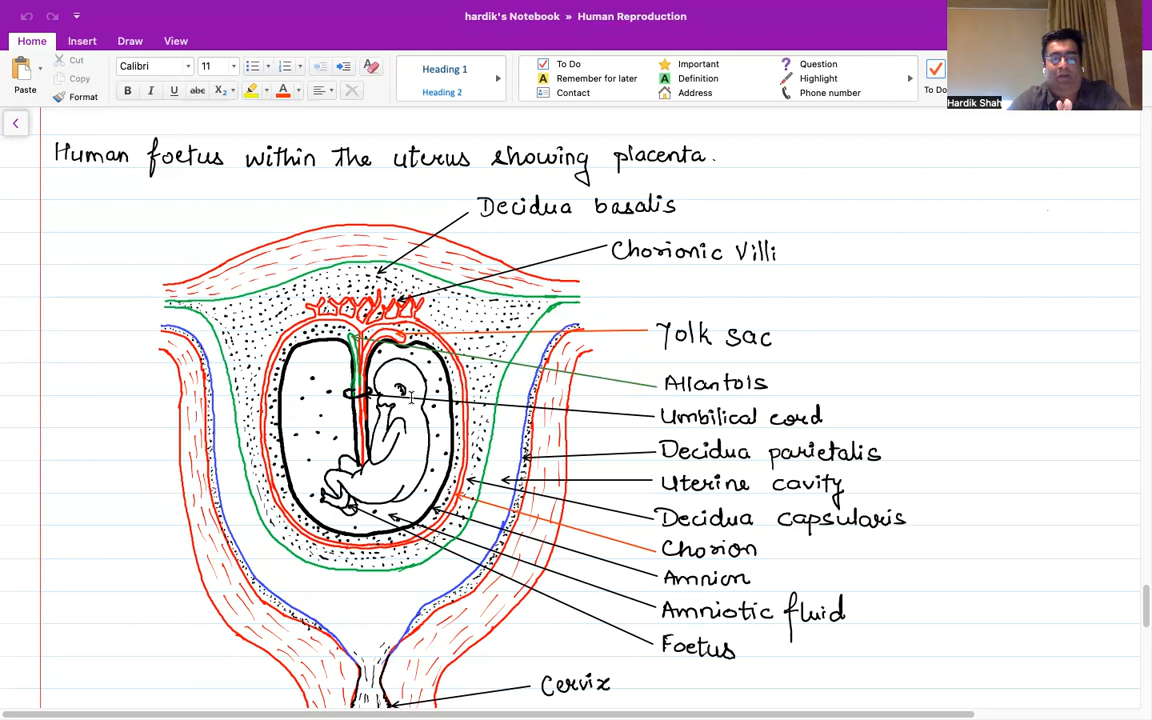 hardik's Notebook » Human Reproduction
Home Insert Draw View
Cut
Copy
Paste
Format
Calibri 11
B I U abc X2 A
Heading 1
Heading 2
To Do Important Question
Remember for later Definition Highlight
Contact Address Phone number
To Do
Hardik Shah
Human foetus within the uterus showing placenta.
Decidua basalis
Chorionic Villi
Yolk sac
Allantois
Umbilical cord
Decidua parietalis
Uterine cavity
Decidua capsularis
Chorion
Amnion
Amniotic fluid
Foetus
Cervix